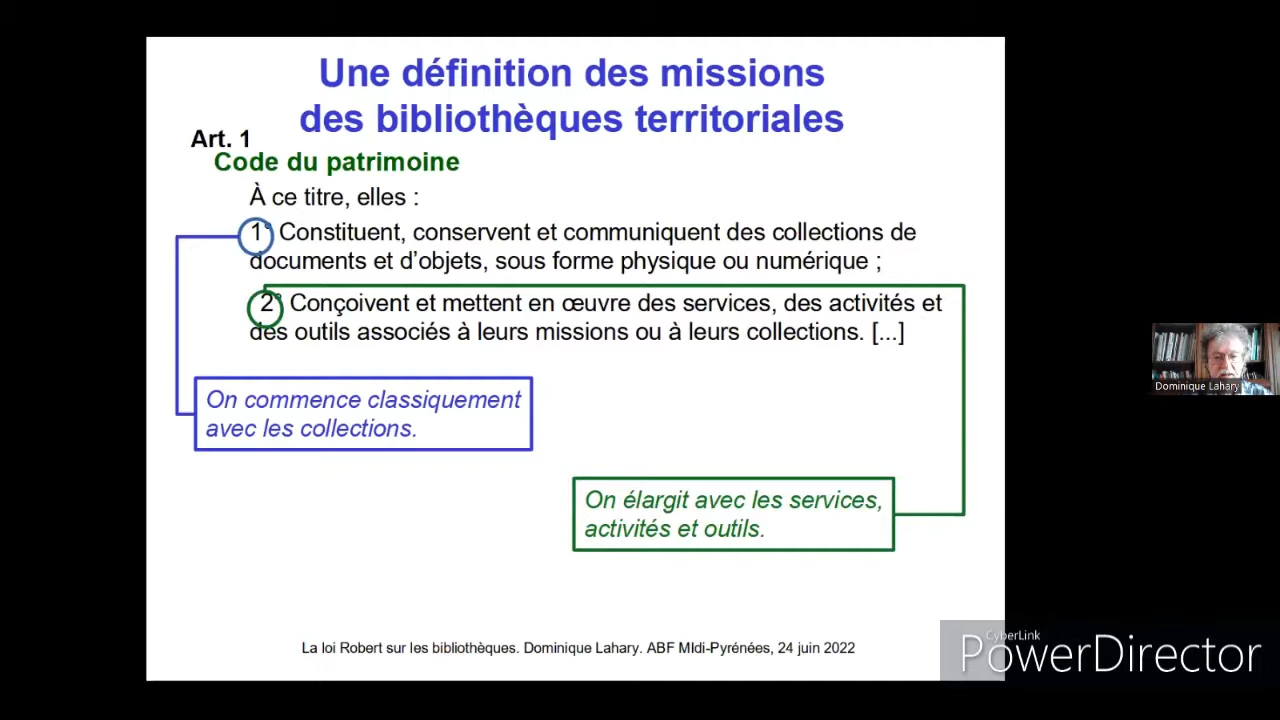 Une définition des missions
des bibliothèques territoriales
Art. 1
Code du patrimoine
À ce titre, elles :
1° Constituent, conservent et communiquent des collections de
documents et d'objets, sous forme physique ou numérique ;
2° Conçoivent et mettent en œuvre des services, des activités et
des outils associés à leurs missions ou à leurs collections. [...]
On commence classiquement
avec les collections.
On élargit avec les services,
activités et outils.
La loi Robert sur les bibliothèques. Dominique Lahary. ABF MIdi-Pyrénées, 24 juin 2022
Dominique Lahary
CyberLink
PowerDirector